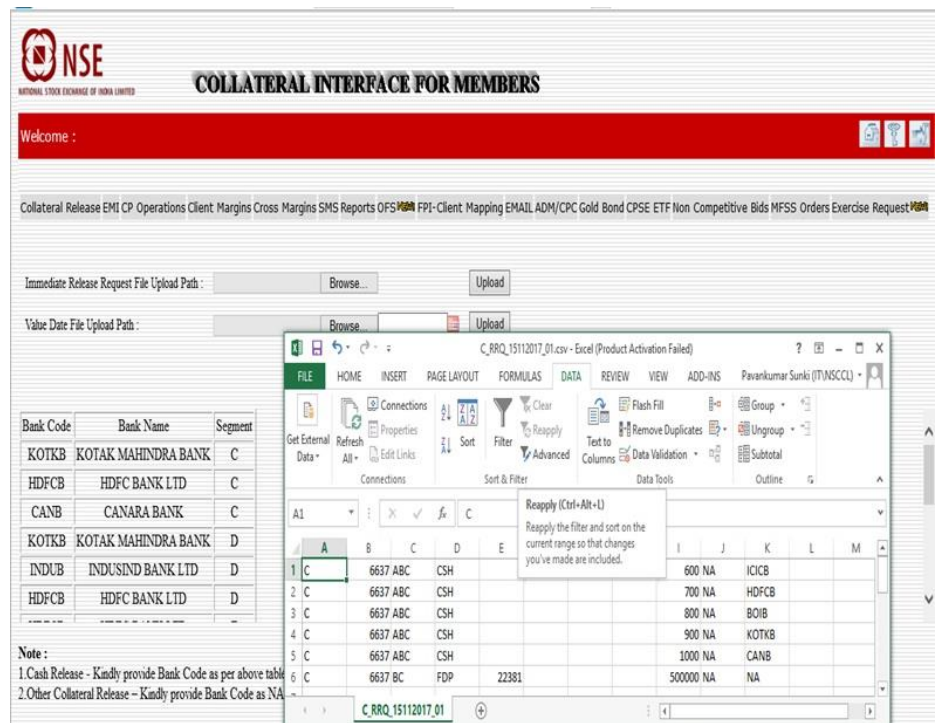 NSE
NATIONAL STOCK EXCHANGE OF INDIA LIMITED
COLLATERAL INTERFACE FOR MEMBERS
Welcome :
Collateral Release EMI CP Operations Client Margins Cross Margins SMS Reports OFS FPI-Client Mapping EMAIL ADM/CPC Gold Bond CPSE ETF Non Competitive Bids MFSS Orders Exercise Request
Immediate Release Request File Upload Path : Browse... Upload
Value Date File Upload Path : Browse... Upload
Bank Code Bank Name Segment
KOTKB KOTAK MAHINDRA BANK C
HDFCB HDFC BANK LTD C
CANB CANARA BANK C
KOTKB KOTAK MAHINDRA BANK D
INDUB INDUSIND BANK LTD D
HDFCB HDFC BANK LTD D
Note :
1.Cash Release - Kindly provide Bank Code as per above table
2.Other Collateral Release – Kindly provide Bank Code as NA
C_RRQ_15112017_01.csv - Excel (Product Activation Failed)
FILE HOME INSERT PAGE LAYOUT FORMULAS DATA REVIEW VIEW ADD-INS Pavankumar Sunki (IT\NSCCL)
Get External Data
Refresh All
Connections
Properties
Edit Links
Connections
Sort
Filter
Clear
Reapply
Advanced
Sort & Filter
Text to Columns
Flash Fill
Remove Duplicates
Data Validation
Data Tools
Group
Ungroup
Subtotal
Outline
Reapply (Ctrl+Alt+L)
Reapply the filter and sort on the
current range so that changes
you've made are included.
A1 fx C
A B C D E I J K L M
1 C 6637 ABC CSH 600 NA ICICB
2 C 6637 ABC CSH 700 NA HDFCB
3 C 6637 ABC CSH 800 NA BOIB
4 C 6637 ABC CSH 900 NA KOTKB
5 C 6637 ABC CSH 1000 NA CANB
6 C 6637 BC FDP 22381 500000 NA NA
C_RRQ_15112017_01